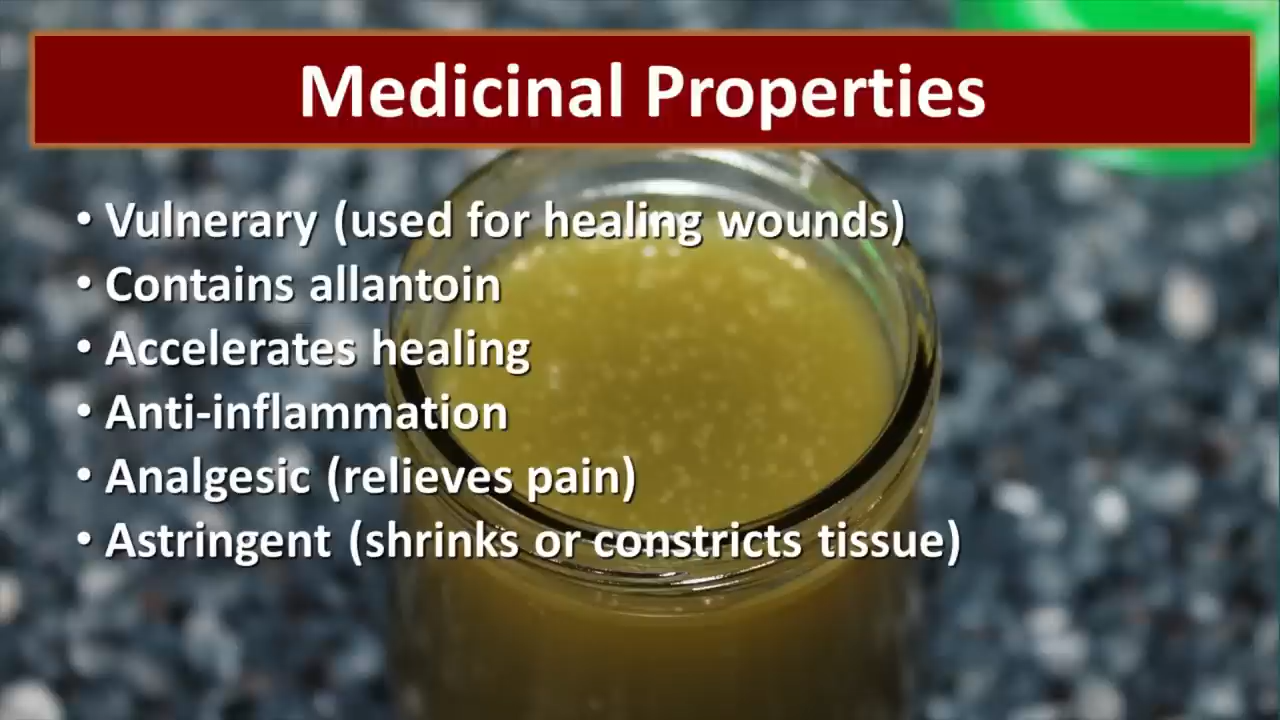 Medicinal Properties
• Vulnerary (used for healing wounds)
• Contains allantoin
• Accelerates healing
• Anti-inflammation
• Analgesic (relieves pain)
• Astringent (shrinks or constricts tissue)